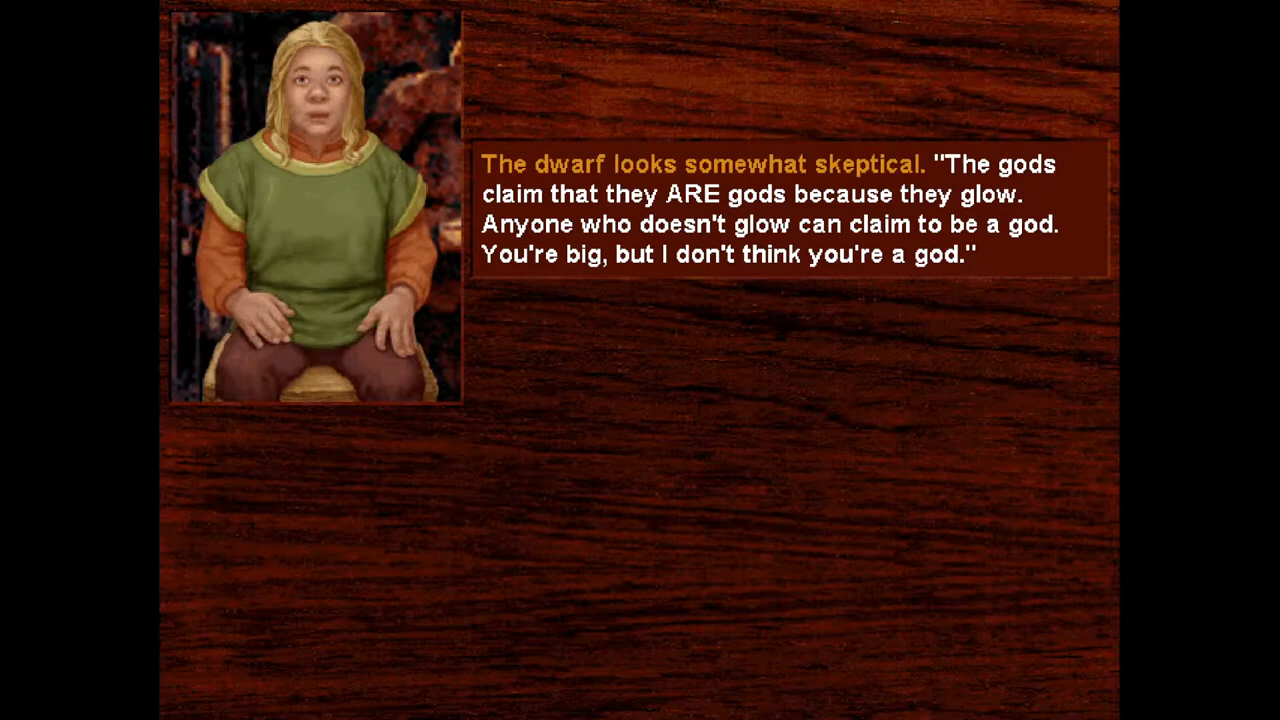 The dwarf looks somewhat skeptical. "The gods
claim that they ARE gods because they glow.
Anyone who doesn't glow can claim to be a god.
You're big, but I don't think you're a god."